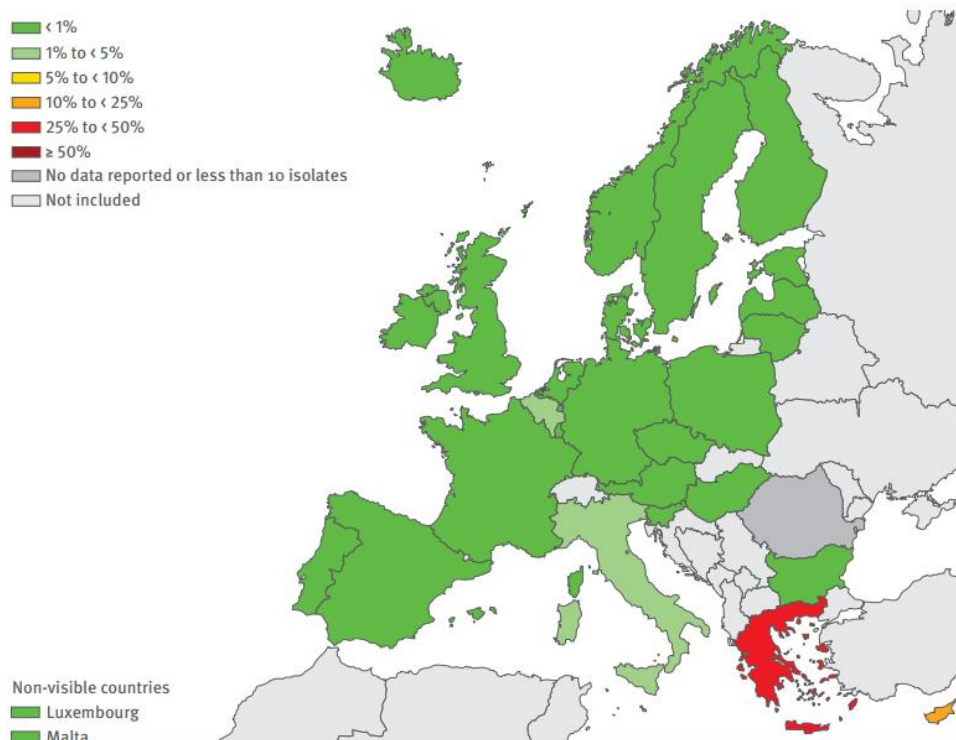 < 1%
1% to < 5%
5% to < 10%
10% to < 25%
25% to < 50%
≥ 50%
No data reported or less than 10 isolates
Not included
Non-visible countries
Luxembourg
Malta